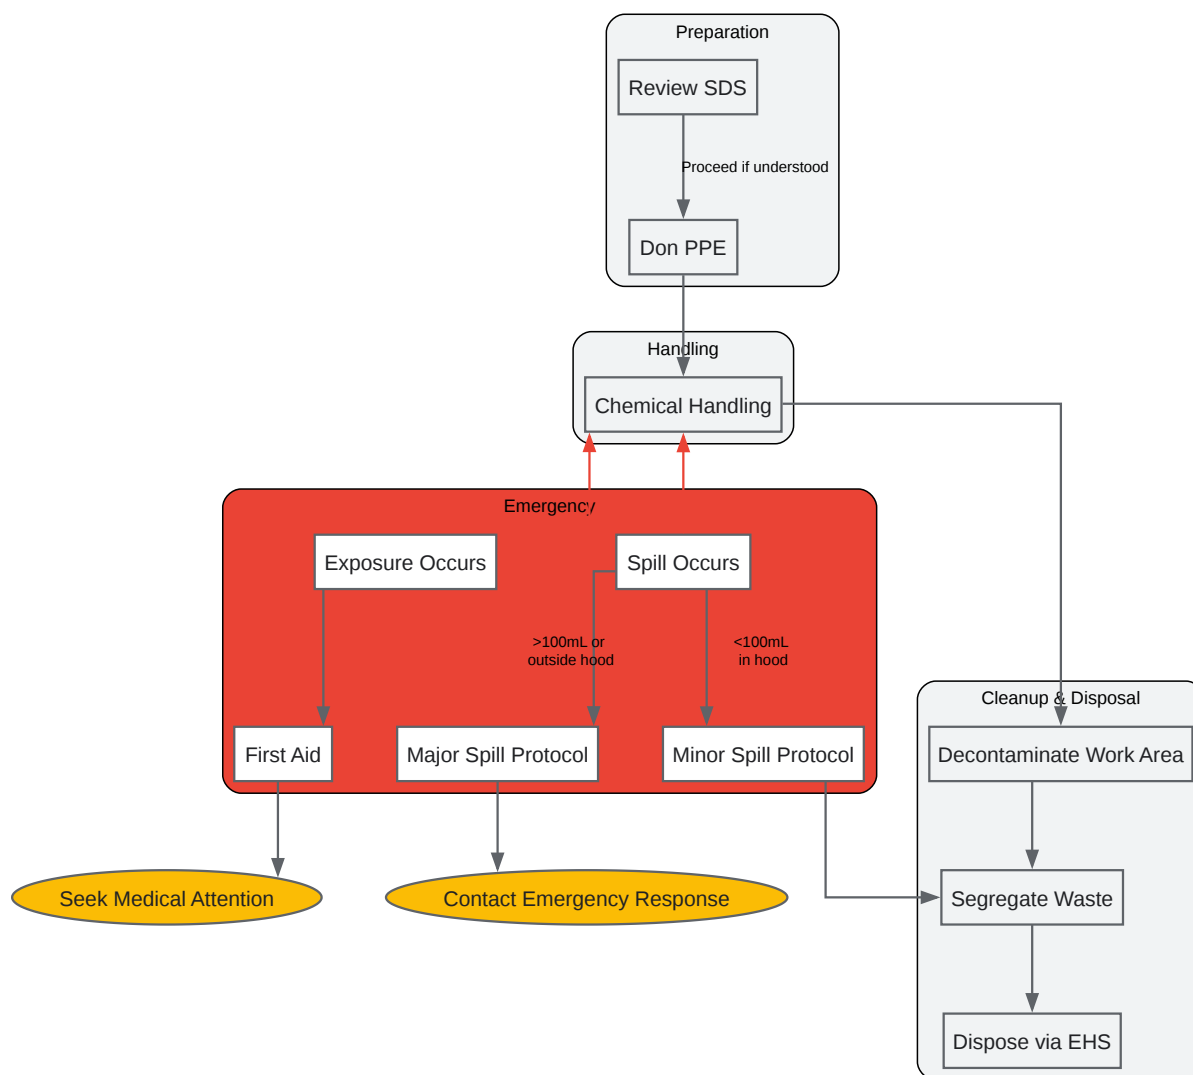 Preparation
Review SDS
Proceed if understood
Don PPE
Handling
Chemical Handling
Emergency
Exposure Occurs
Spill Occurs
>100mL or
outside hood
<100mL
in hood
First Aid
Major Spill Protocol
Minor Spill Protocol
Cleanup & Disposal
Decontaminate Work Area
Seek Medical Attention
Contact Emergency Response
Segregate Waste
Dispose via EHS